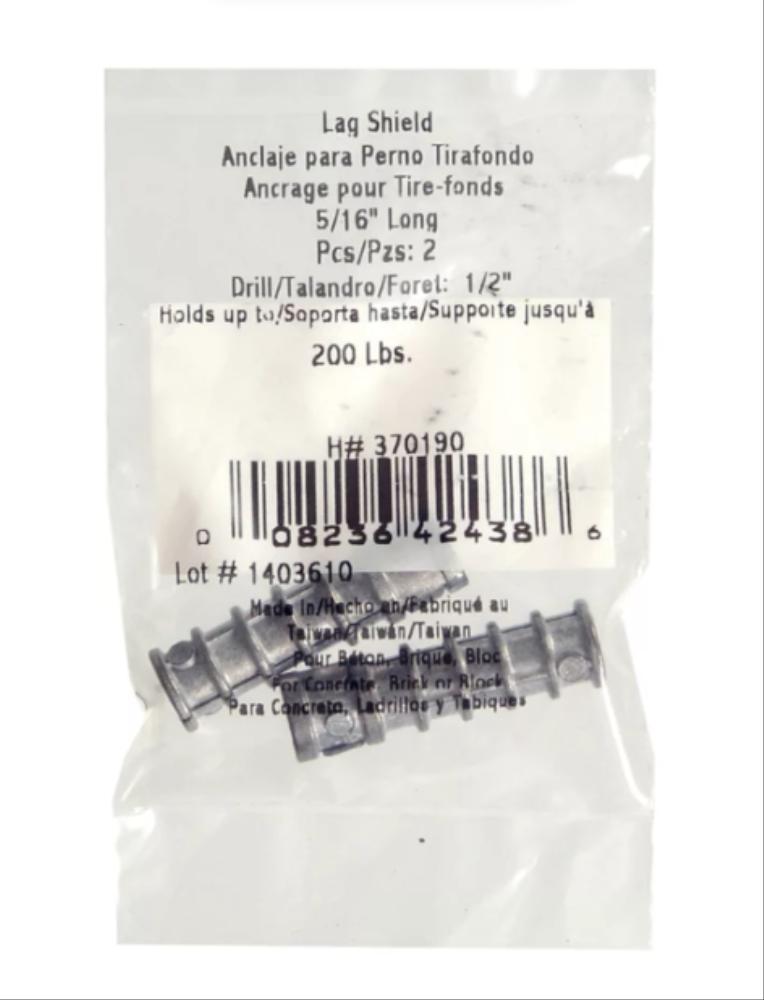 Lag Shield
Anclaje para Perno Tirafondo
Ancrage pour Tire-fonds
5/16" Long
Pcs/Pzs: 2
Drill/Talandro/Foret: 1/2"
Holds up to/Soporta hasta/Supporte jusqu'à
200 Lbs.
H# 370190
0 08236 42438 6
Lot # 1403610
Made In/Hecho en/Fabriqué au
Taiwan/Taiwán/Taiwan
Pour Béton, Brique, Bloc
For Concrete, Brick or Block
Para Concreto, Ladrillos y Tabiques